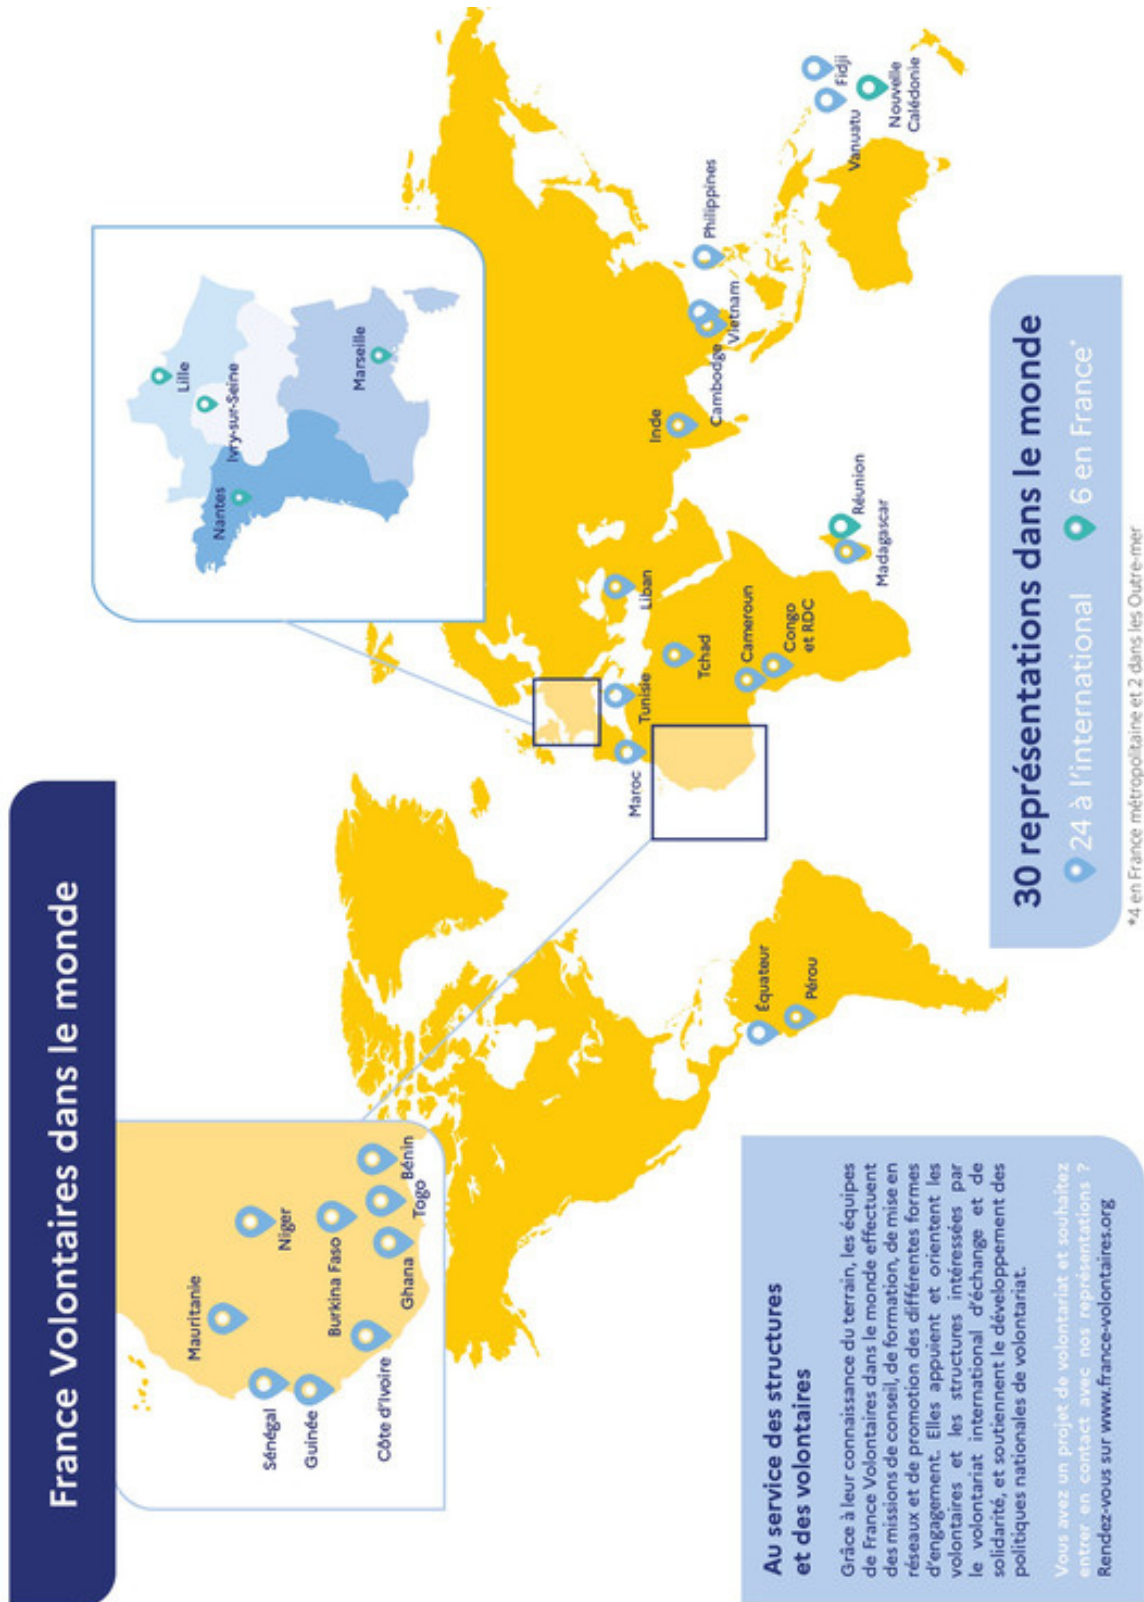 France Volontaires dans le monde
Mauritanie
Niger
Sénégal
Guinée
Burkina Faso
Côte d'Ivoire
Ghana
Togo
Bénin
Lille
Ivry-sur-Seine
Nantes
Marseille
Maroc
Tunisie
Liban
Tchad
Cameroun
Congo
et RDC
Madagascar
Réunion
Inde
Cambodge
Vietnam
Philippines
Vanuatu
Fidji
Nouvelle
Calédonie
Équateur
Pérou
Au service des structures
et des volontaires
Grâce à leur connaissance du terrain, les équipes
de France Volontaires dans le monde effectuent
des missions de conseil, de formation, de mise en
réseaux et de promotion des différentes formes
d'engagement. Elles appuient et orientent les
volontaires et les structures intéressées par
le volontariat international d'échange et de
solidarité, et soutiennent le développement des
politiques nationales de volontariat.
Vous avez un projet de volontariat et souhaitez
entrer en contact avec nos représentations ?
Rendez-vous sur www.france-volontaires.org
30 représentations dans le monde
24 à l'international 6 en France*
*4 en France métropolitaine et 2 dans les Outre-mer